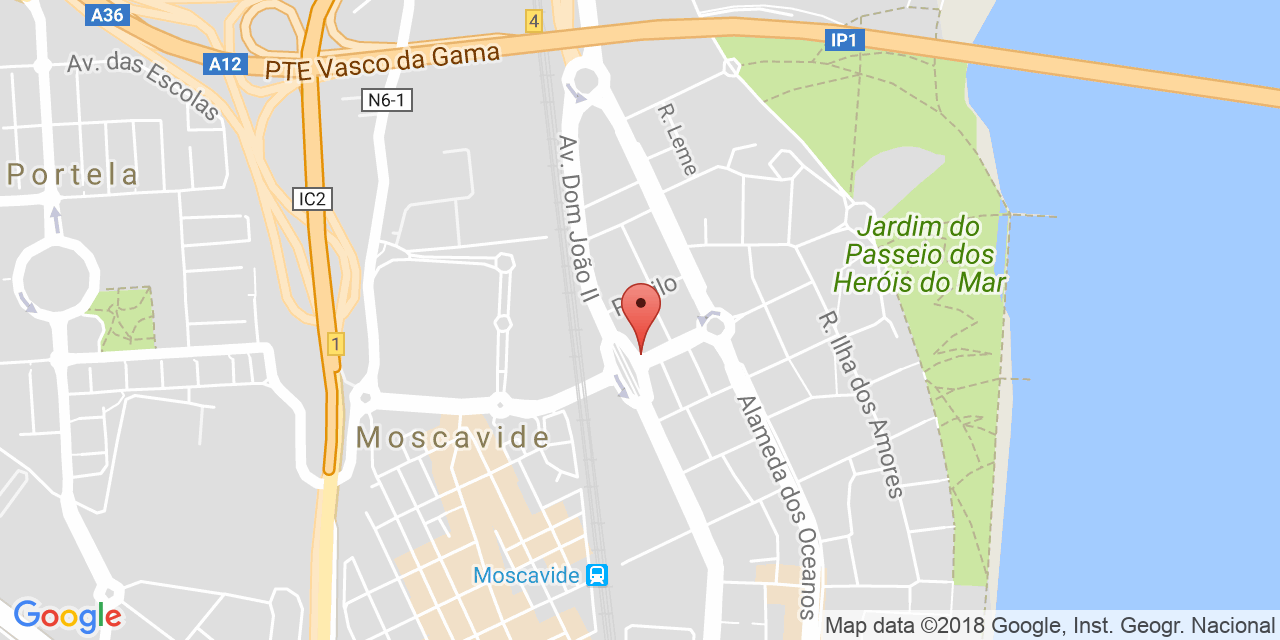 A36
4
IP1
A12
PTE Vasco da Gama
Av. das Escolas
N6-1
R. Leme
Portela
IC2
Av. Dom João II
Jardim do
Passeio dos
Heróis do Mar
1
R. Ilha dos Amores
Alameda dos Oceanos
Moscavide
Moscavide
Google
Map data ©2018 Google, Inst. Geogr. Nacional